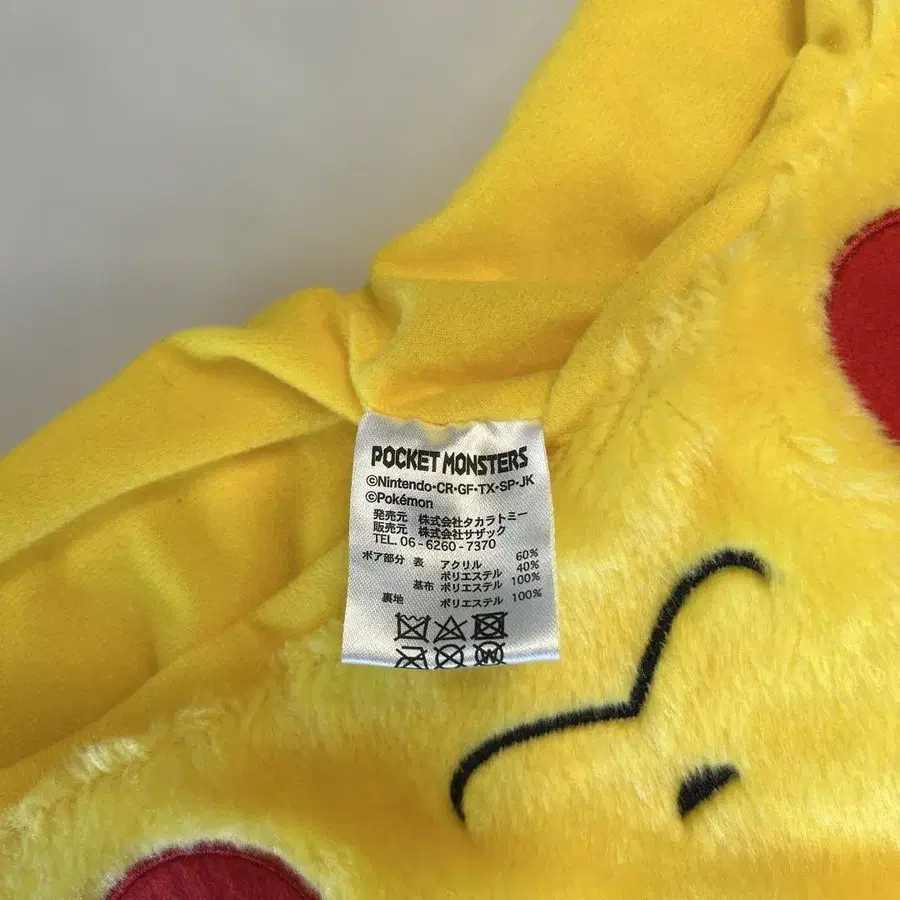 POCKET MONSTERS
©Nintendo・CR・GF・TX・SP・JK
©Pokémon
発売元 株式会社タカラトミー
販売元 株式会社サザック
TEL. 06-6260-7370
ボア部分 表 アクリル 60%
ポリエステル 40%
基布 ポリエステル 100%
裏地 ポリエステル 100%